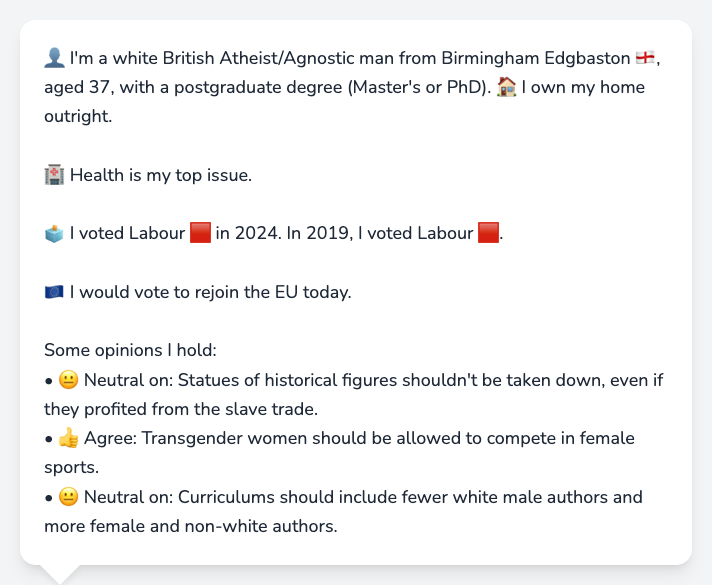 👤 I'm a white British Atheist/Agnostic man from Birmingham Edgbaston 🏴󠁧󠁢󠁥󠁮󠁧󠁿,
aged 37, with a postgraduate degree (Master's or PhD). 🏠 I own my home
outright.
🏥 Health is my top issue.
🗳️ I voted Labour 🟥 in 2024. In 2019, I voted Labour 🟥.
🇪🇺 I would vote to rejoin the EU today.
Some opinions I hold:
• 😐 Neutral on: Statues of historical figures shouldn't be taken down, even if
they profited from the slave trade.
• 👍 Agree: Transgender women should be allowed to compete in female
sports.
• 😐 Neutral on: Curriculums should include fewer white male authors and
more female and non-white authors.